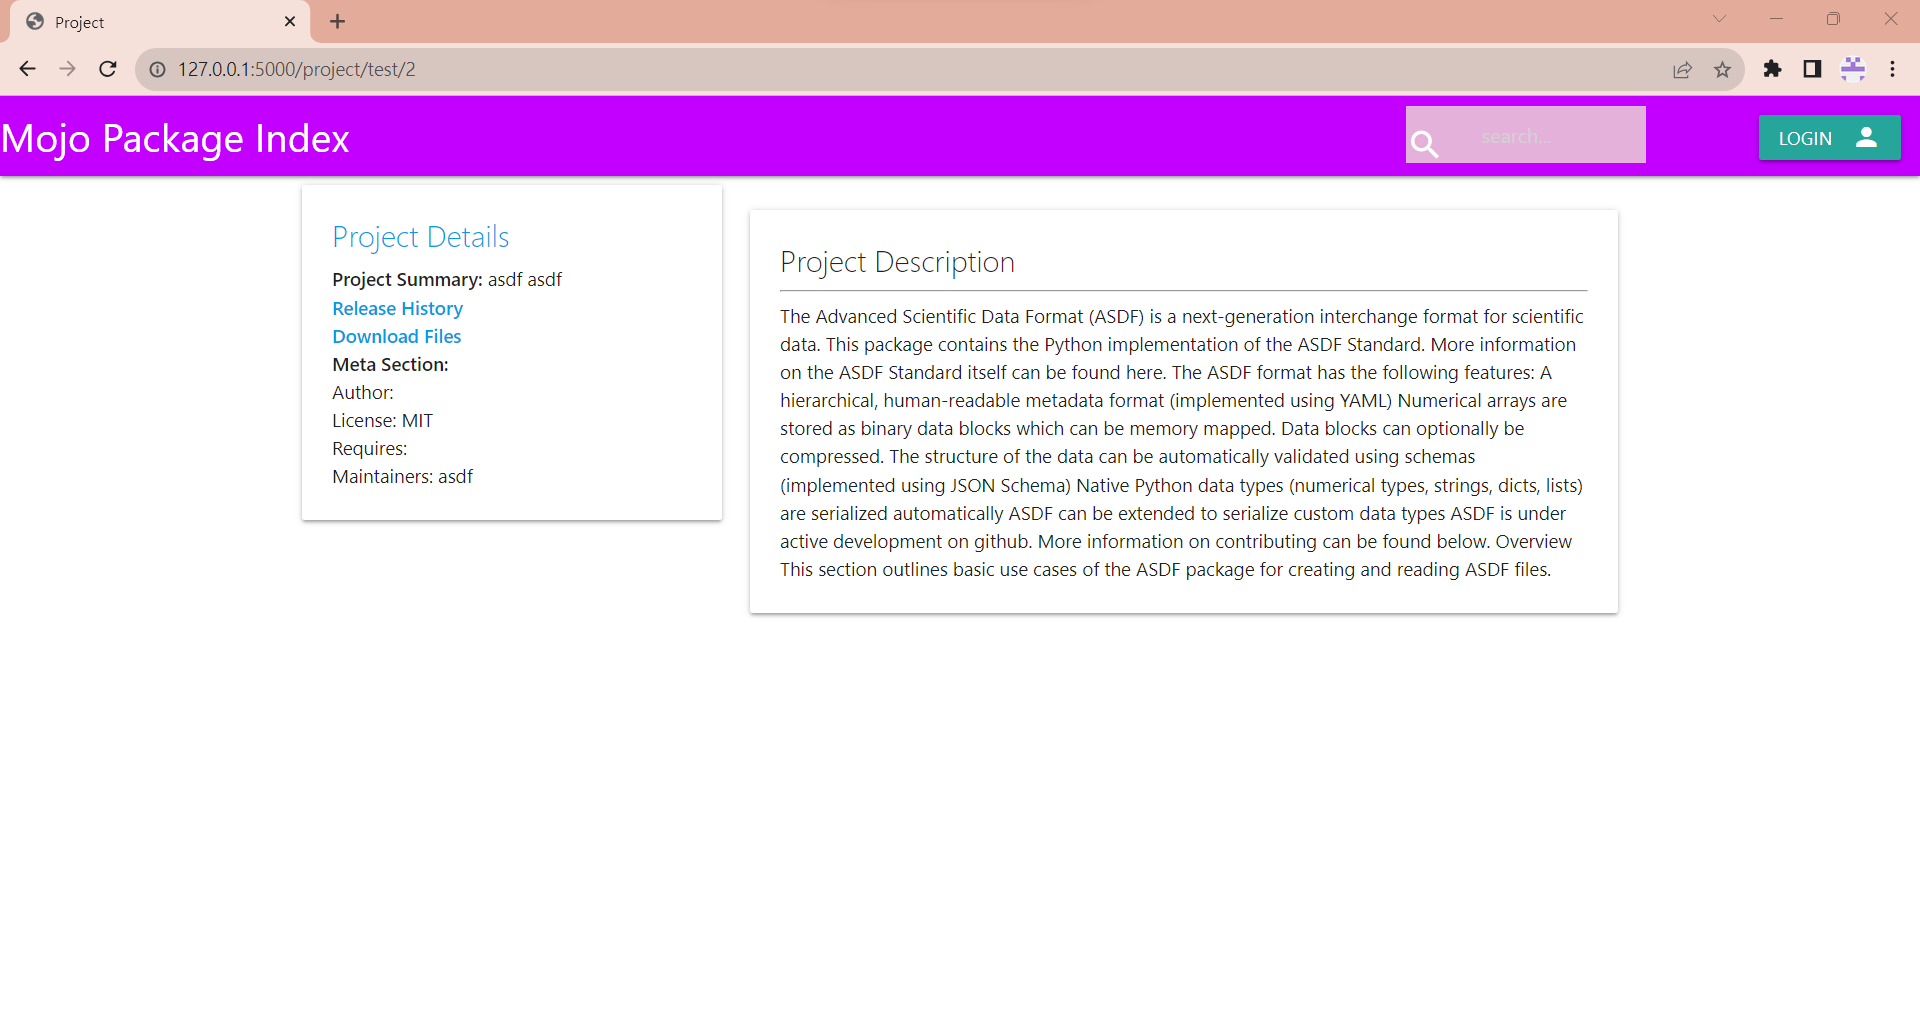 Project
127.0.0.1:5000/project/test/2
Mojo Package Index
search...
LOGIN
Project Details
Project Summary: asdf asdf
Release History
Download Files
Meta Section:
Author:
License: MIT
Requires:
Maintainers: asdf
Project Description
The Advanced Scientific Data Format (ASDF) is a next-generation interchange format for scientific
data. This package contains the Python implementation of the ASDF Standard. More information
on the ASDF Standard itself can be found here. The ASDF format has the following features: A
hierarchical, human-readable metadata format (implemented using YAML) Numerical arrays are
stored as binary data blocks which can be memory mapped. Data blocks can optionally be
compressed. The structure of the data can be automatically validated using schemas
(implemented using JSON Schema) Native Python data types (numerical types, strings, dicts, lists)
are serialized automatically ASDF can be extended to serialize custom data types ASDF is under
active development on github. More information on contributing can be found below. Overview
This section outlines basic use cases of the ASDF package for creating and reading ASDF files.